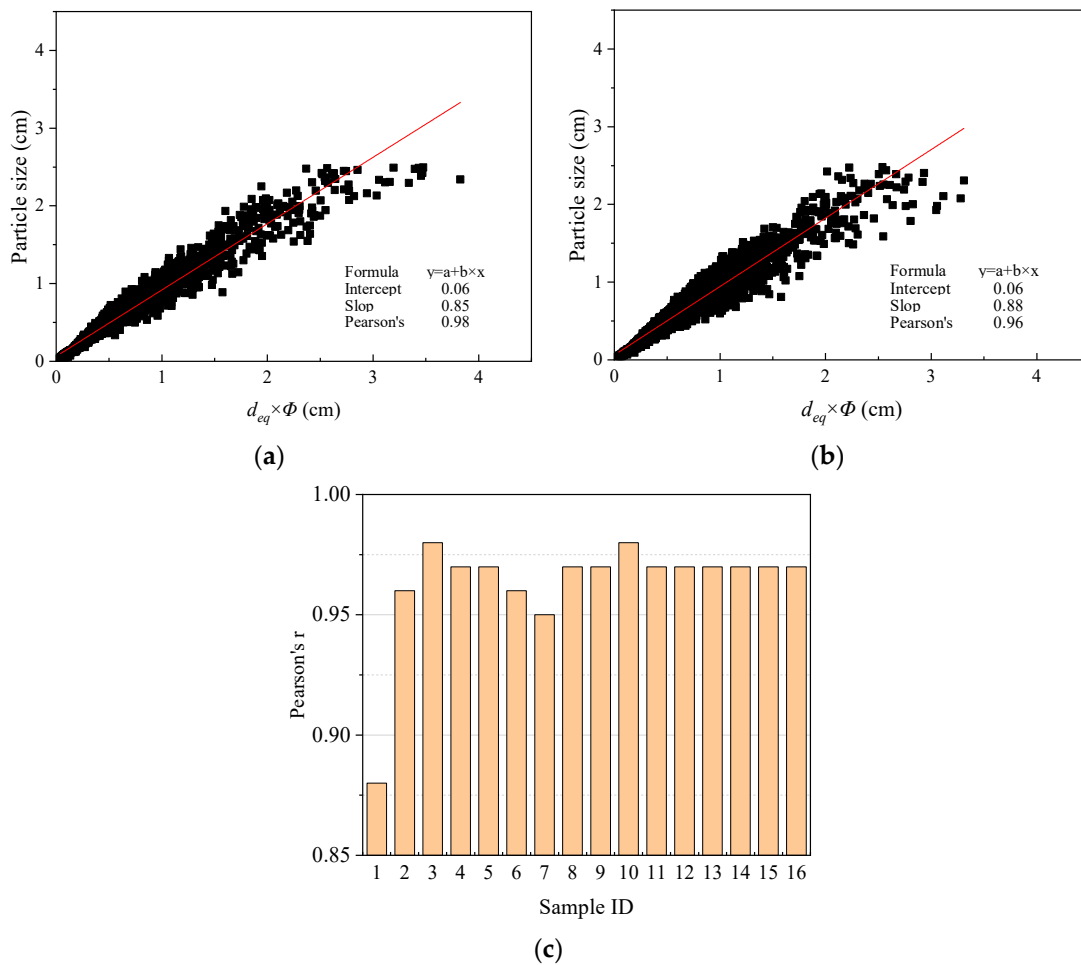 4
3
2
1
0
Particle size (cm)
Formula y=a+b×x
Intercept 0.06
Slop 0.85
Pearson's 0.98
0 1 2 3 4
d_eq×Φ (cm)
(a)
4
3
2
1
0
Particle size (cm)
Formula y=a+b×x
Intercept 0.06
Slop 0.88
Pearson's 0.96
0 1 2 3 4
d_eq×Φ (cm)
(b)
1.00
0.95
0.90
0.85
Pearson's r
1 2 3 4 5 6 7 8 9 10 11 12 13 14 15 16
Sample ID
(c)